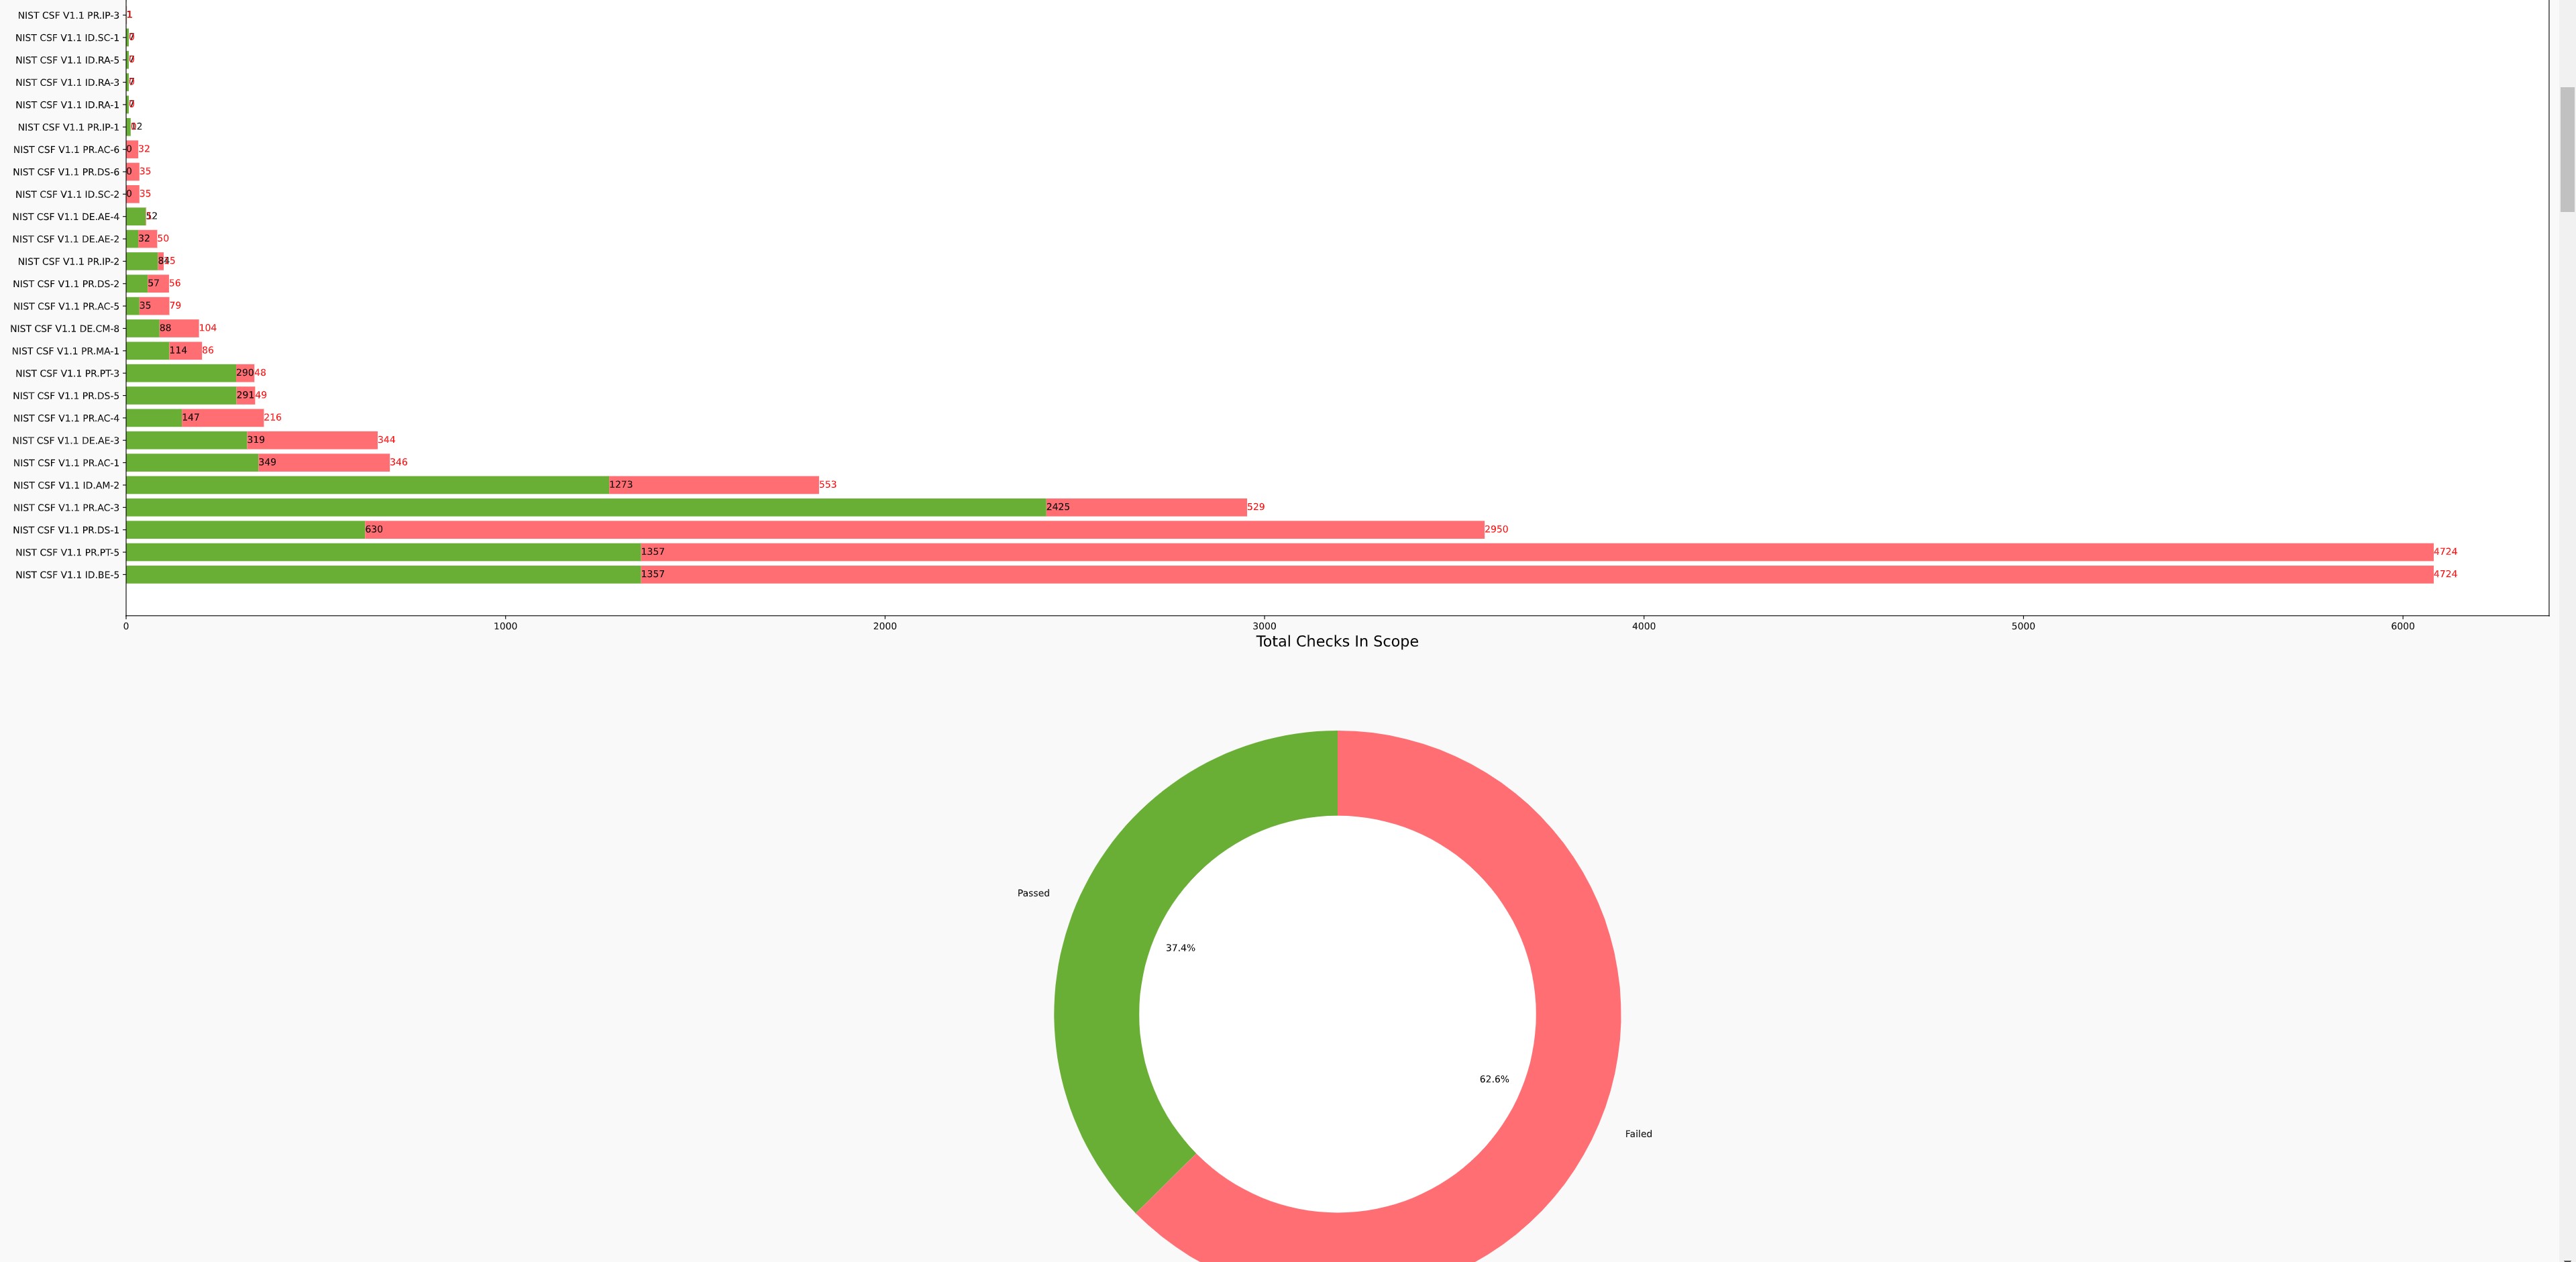 NIST CSF V1.1 PR.IP-3 1
NIST CSF V1.1 ID.SC-1
NIST CSF V1.1 ID.RA-5
NIST CSF V1.1 ID.RA-3
NIST CSF V1.1 ID.RA-1
NIST CSF V1.1 PR.IP-1
NIST CSF V1.1 PR.AC-6 0 32
NIST CSF V1.1 PR.DS-6 0 35
NIST CSF V1.1 ID.SC-2 0 35
NIST CSF V1.1 DE.AE-4
NIST CSF V1.1 DE.AE-2 32 50
NIST CSF V1.1 PR.IP-2
NIST CSF V1.1 PR.DS-2 57 56
NIST CSF V1.1 PR.AC-5 35 79
NIST CSF V1.1 DE.CM-8 88 104
NIST CSF V1.1 PR.MA-1 114 86
NIST CSF V1.1 PR.PT-3 290 48
NIST CSF V1.1 PR.DS-5 291 49
NIST CSF V1.1 PR.AC-4 147 216
NIST CSF V1.1 DE.AE-3 319 344
NIST CSF V1.1 PR.AC-1 349 346
NIST CSF V1.1 ID.AM-2 1273 553
NIST CSF V1.1 PR.AC-3 2425 529
NIST CSF V1.1 PR.DS-1 630 2950
NIST CSF V1.1 PR.PT-5 1357 4724
NIST CSF V1.1 ID.BE-5 1357 4724
0 1000 2000 3000 4000 5000 6000
Total Checks In Scope
Passed
37.4%
62.6%
Failed